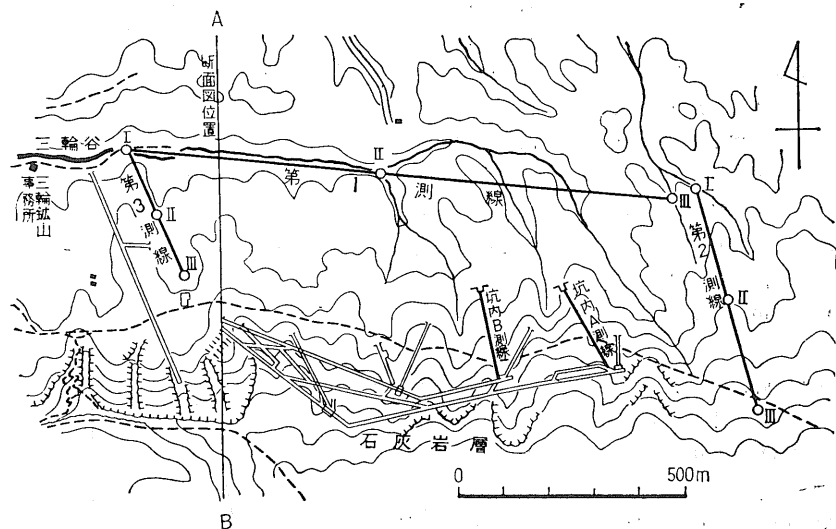 A
断面図位置
三輪谷
三輪鉱山
事務所
I
II
III
第1測線
I
II
III
第2測線
I
II
III
第3測線
坑内B測線
坑内A測線
石灰岩層
0 500m
B